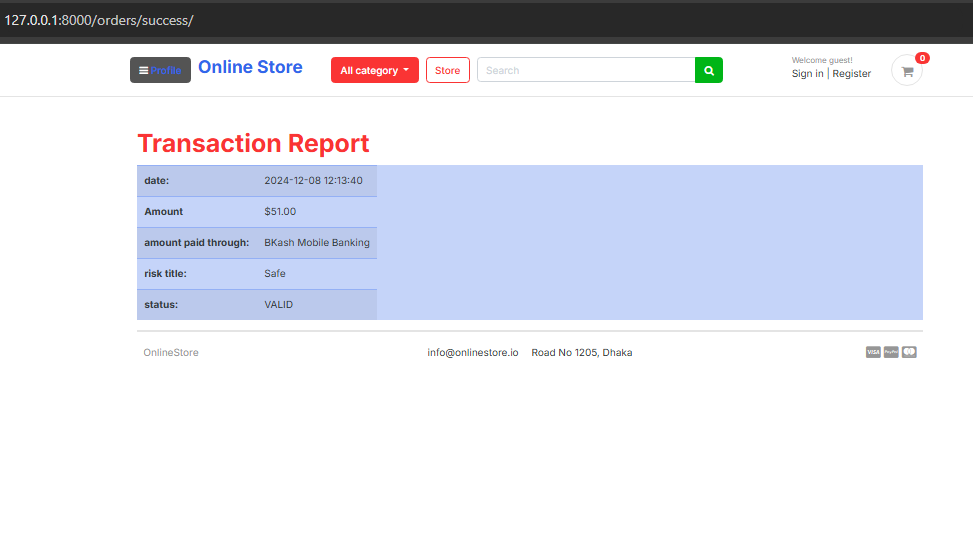 127.0.0.1:8000/orders/success/
Profile
Online Store
All category
Store
Search
Welcome guest!
Sign in | Register
0
Transaction Report
date: 2024-12-08 12:13:40
Amount $51.00
amount paid through: BKash Mobile Banking
risk title: Safe
status: VALID
OnlineStore
info@onlinestore.io Road No 1205, Dhaka
VISA PayPal